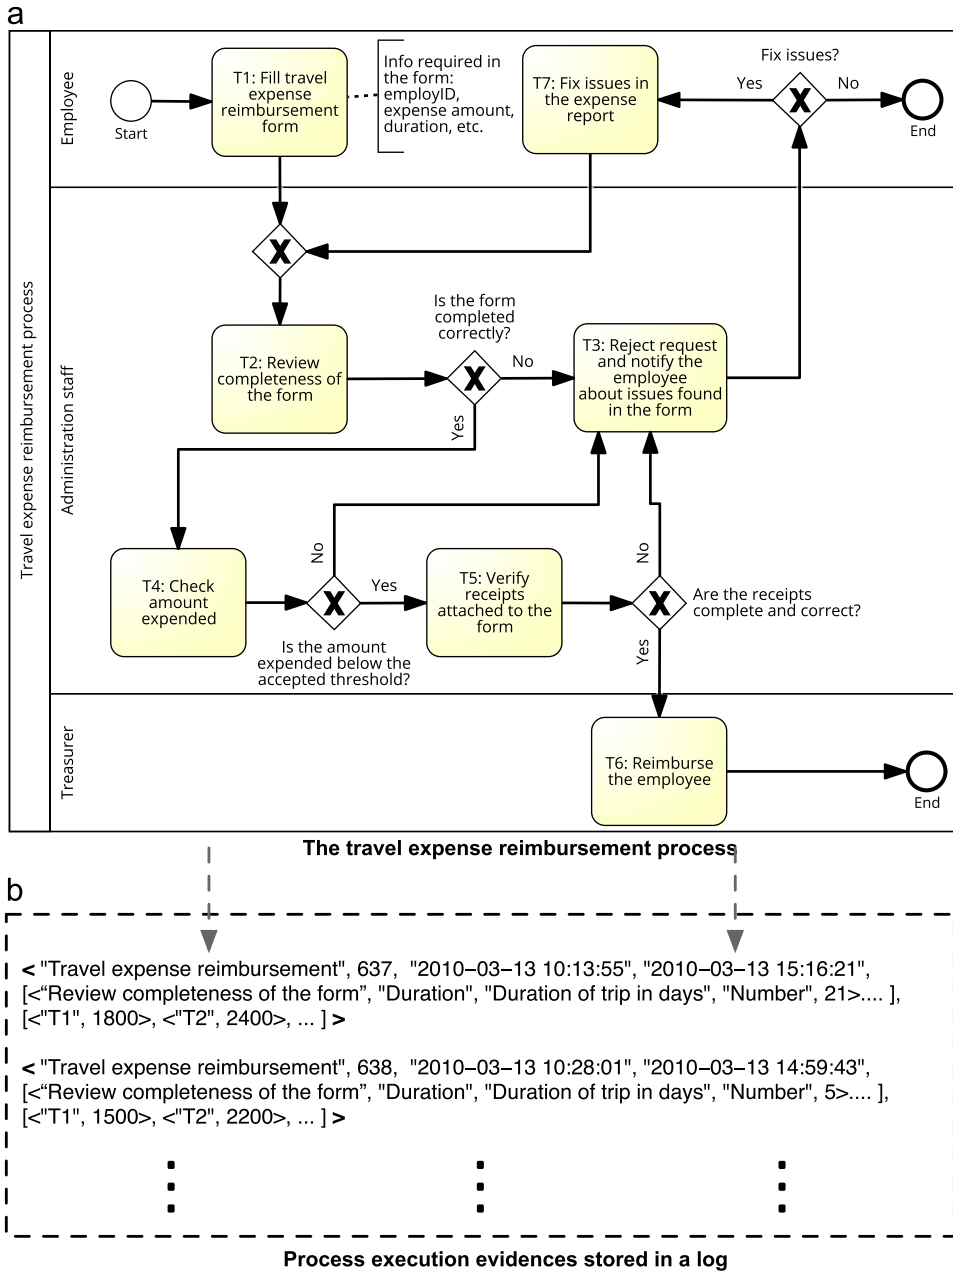 a
Travel expense reimbursement process
Employee
Start
T1: Fill travel
expense
reimbursement
form
Info required in
the form:
employID,
expense amount,
duration, etc.
T7: Fix issues in
the expense
report
Fix issues?
Yes
No
End
Administration staff
X
X
T2: Review
completeness of
the form
Is the form
completed
correctly?
X
No
Yes
T3: Reject request
and notify the
employee
about issues found
in the form
T4: Check
amount
expended
No
X
Yes
Is the amount
expended below the
accepted threshold?
T5: Verify
receipts
attached to the
form
No
X
Are the receipts
complete and correct?
Yes
Treasurer
T6: Reimburse
the employee
End
The travel expense reimbursement process
b
< "Travel expense reimbursement", 637, "2010–03–13 10:13:55", "2010–03–13 15:16:21",
[<“Review completeness of the form”, "Duration", "Duration of trip in days", "Number", 21>.... ],
[<"T1", 1800>, <"T2", 2400>, ... ] >
< "Travel expense reimbursement", 638, "2010–03–13 10:28:01", "2010–03–13 14:59:43",
[<“Review completeness of the form”, "Duration", "Duration of trip in days", "Number", 5>.... ],
[<"T1", 1500>, <"T2", 2200>, ... ] >
Process execution evidences stored in a log